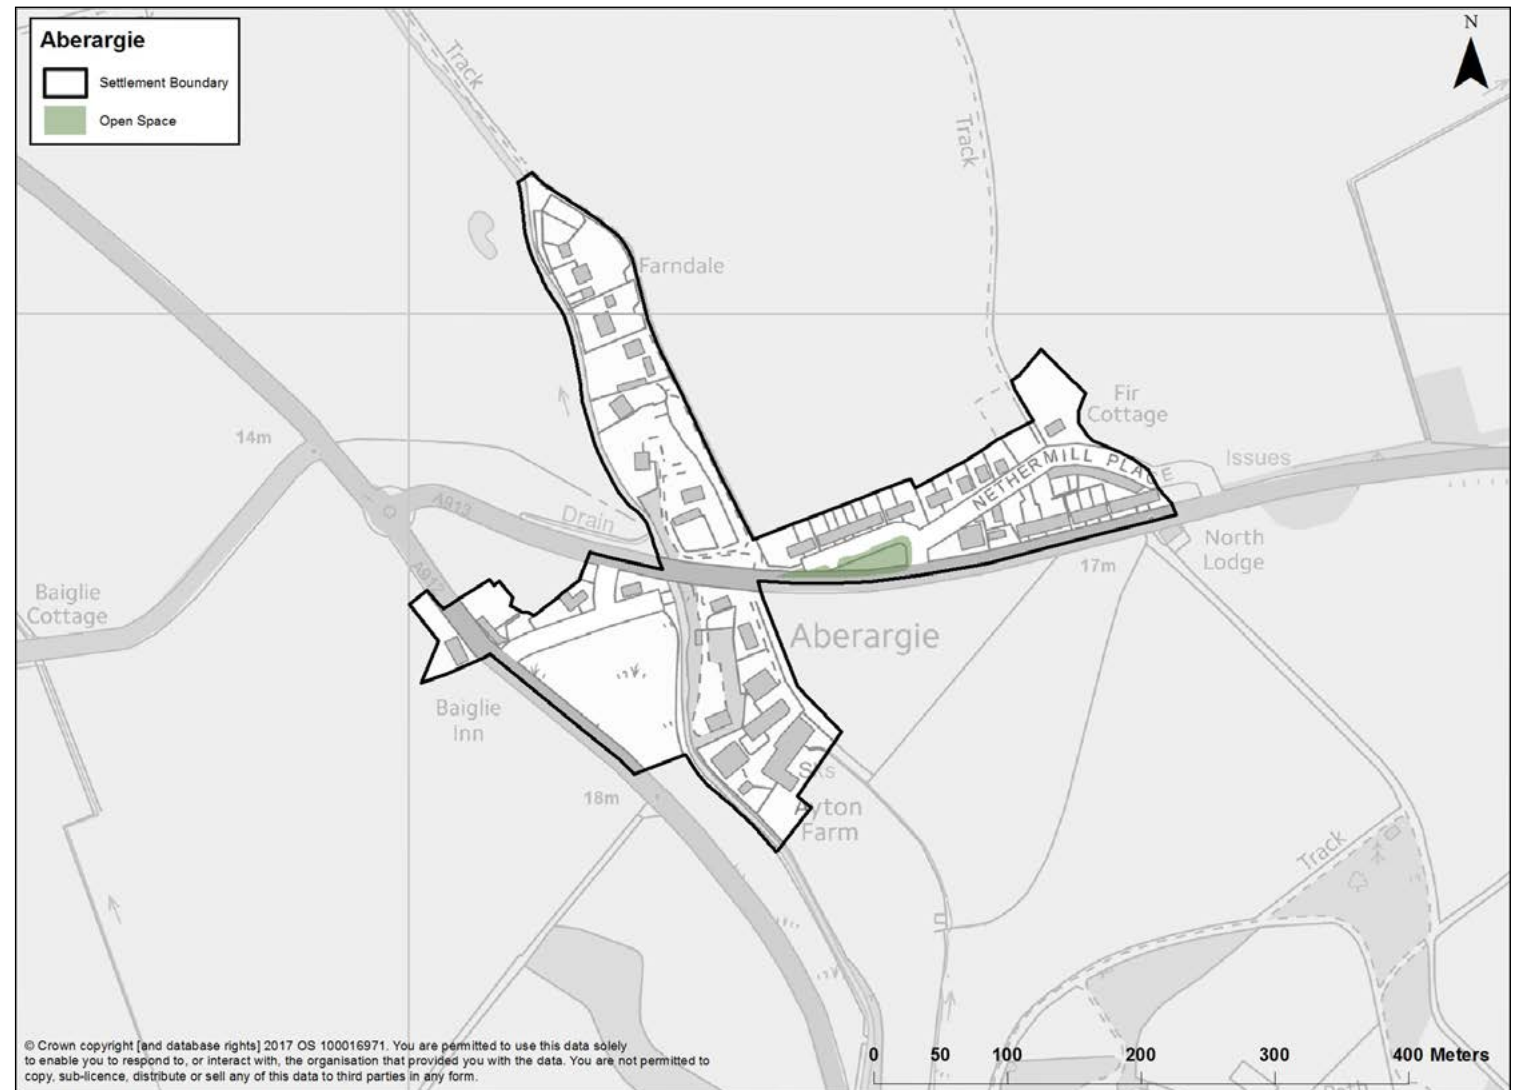 Aberargie
Settlement Boundary
Open Space
N
Track
Track
Farndale
14m
Fir
Cottage
NETHERMILL PLACE
Issues
A913
Drain
North
Lodge
17m
A912
Baiglie
Cottage
Aberargie
Baiglie
Inn
18m
Sks
Ayton
Farm
Track
© Crown copyright [and database rights] 2017 OS 100016971. You are permitted to use this data solely
to enable you to respond to, or interact with, the organisation that provided you with the data. You are not permitted to
copy, sub-licence, distribute or sell any of this data to third parties in any form.
0 50 100 200 300 400 Meters